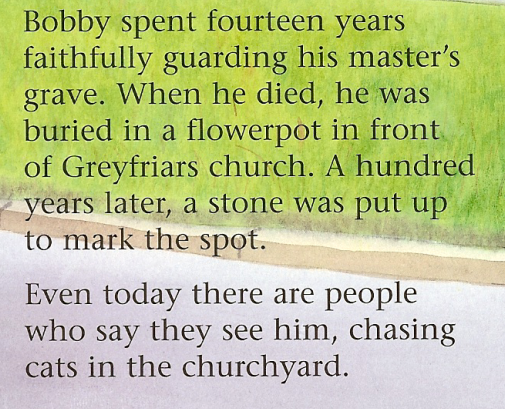 Bobby spent fourteen years
faithfully guarding his master's
grave. When he died, he was
buried in a flowerpot in front
of Greyfriars church. A hundred
years later, a stone was put up
to mark the spot.
Even today there are people
who say they see him, chasing
cats in the churchyard.